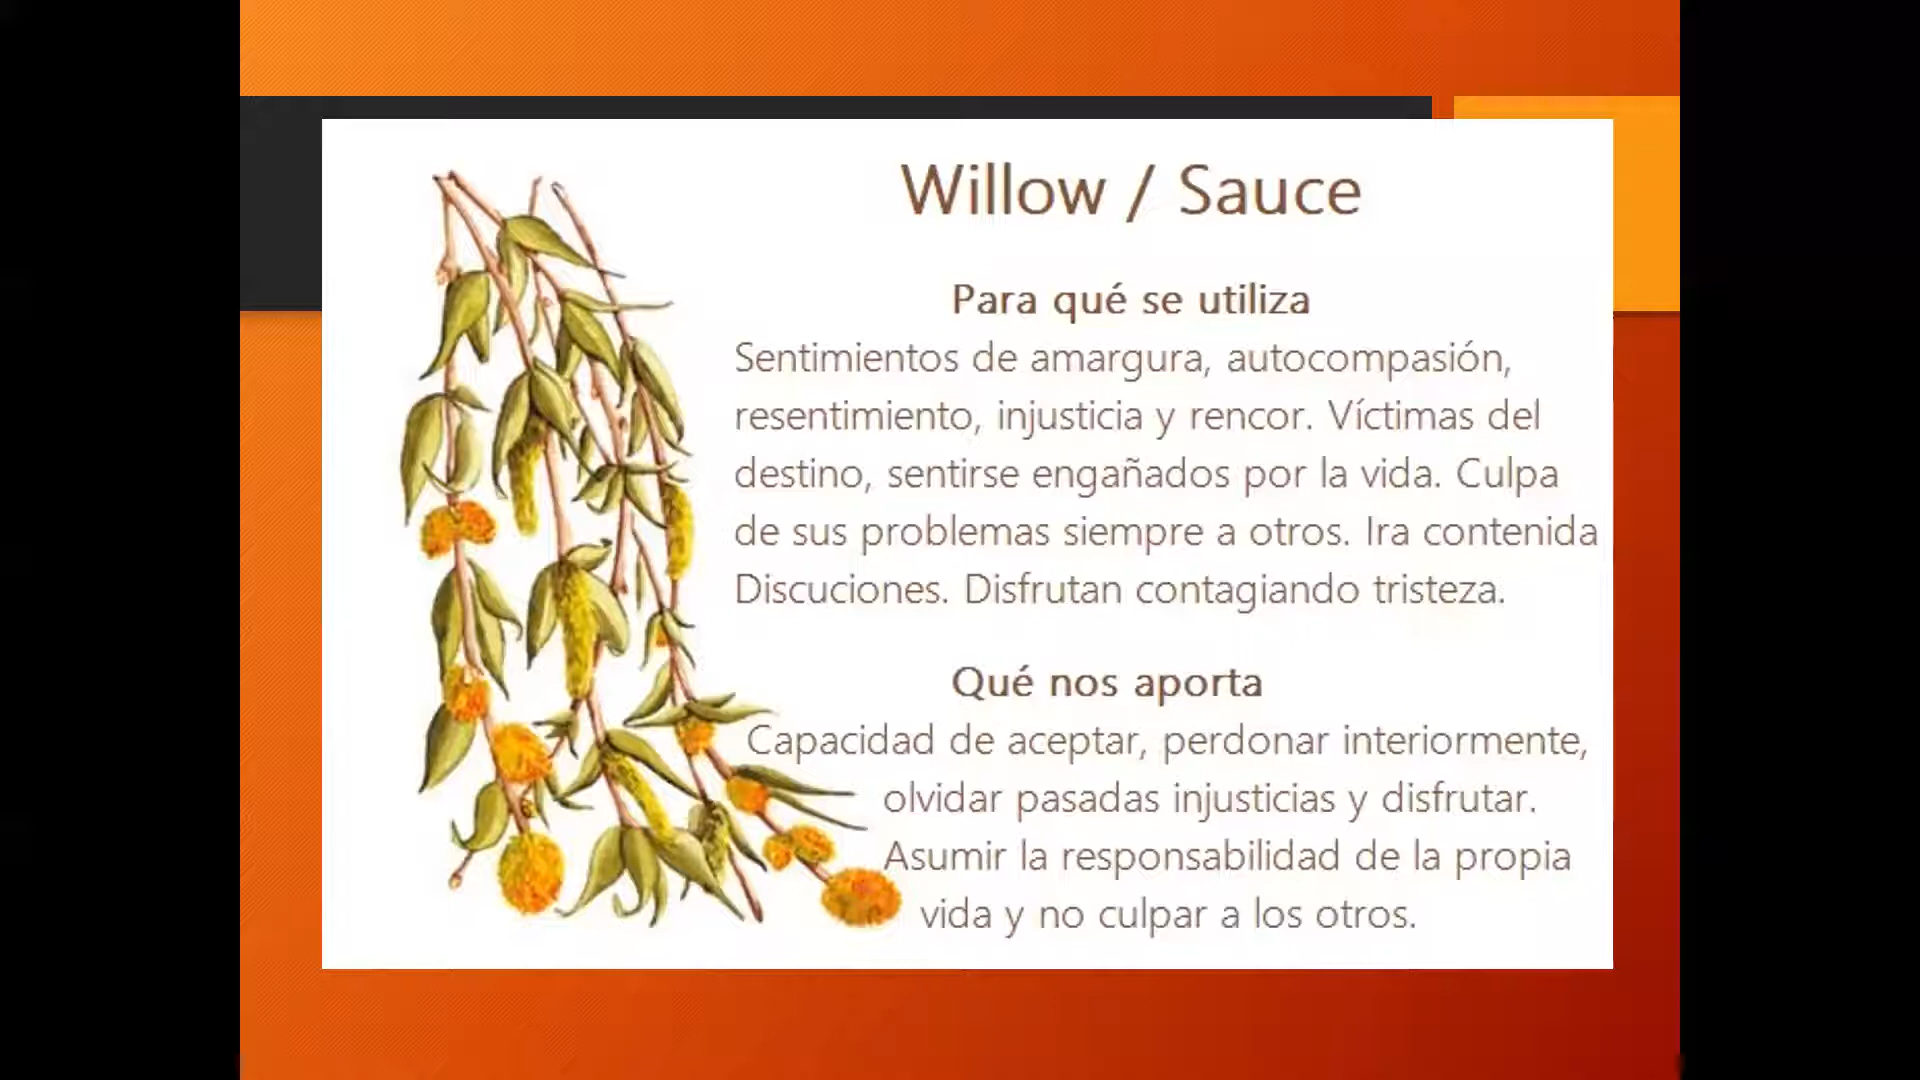 Willow / Sauce
Para qué se utiliza
Sentimientos de amargura, autocompasión,
resentimiento, injusticia y rencor. Víctimas del
destino, sentirse engañados por la vida. Culpa
de sus problemas siempre a otros. Ira contenida
Discuciones. Disfrutan contagiando tristeza.
Qué nos aporta
Capacidad de aceptar, perdonar interiormente,
olvidar pasadas injusticias y disfrutar.
Asumir la responsabilidad de la propia
vida y no culpar a los otros.